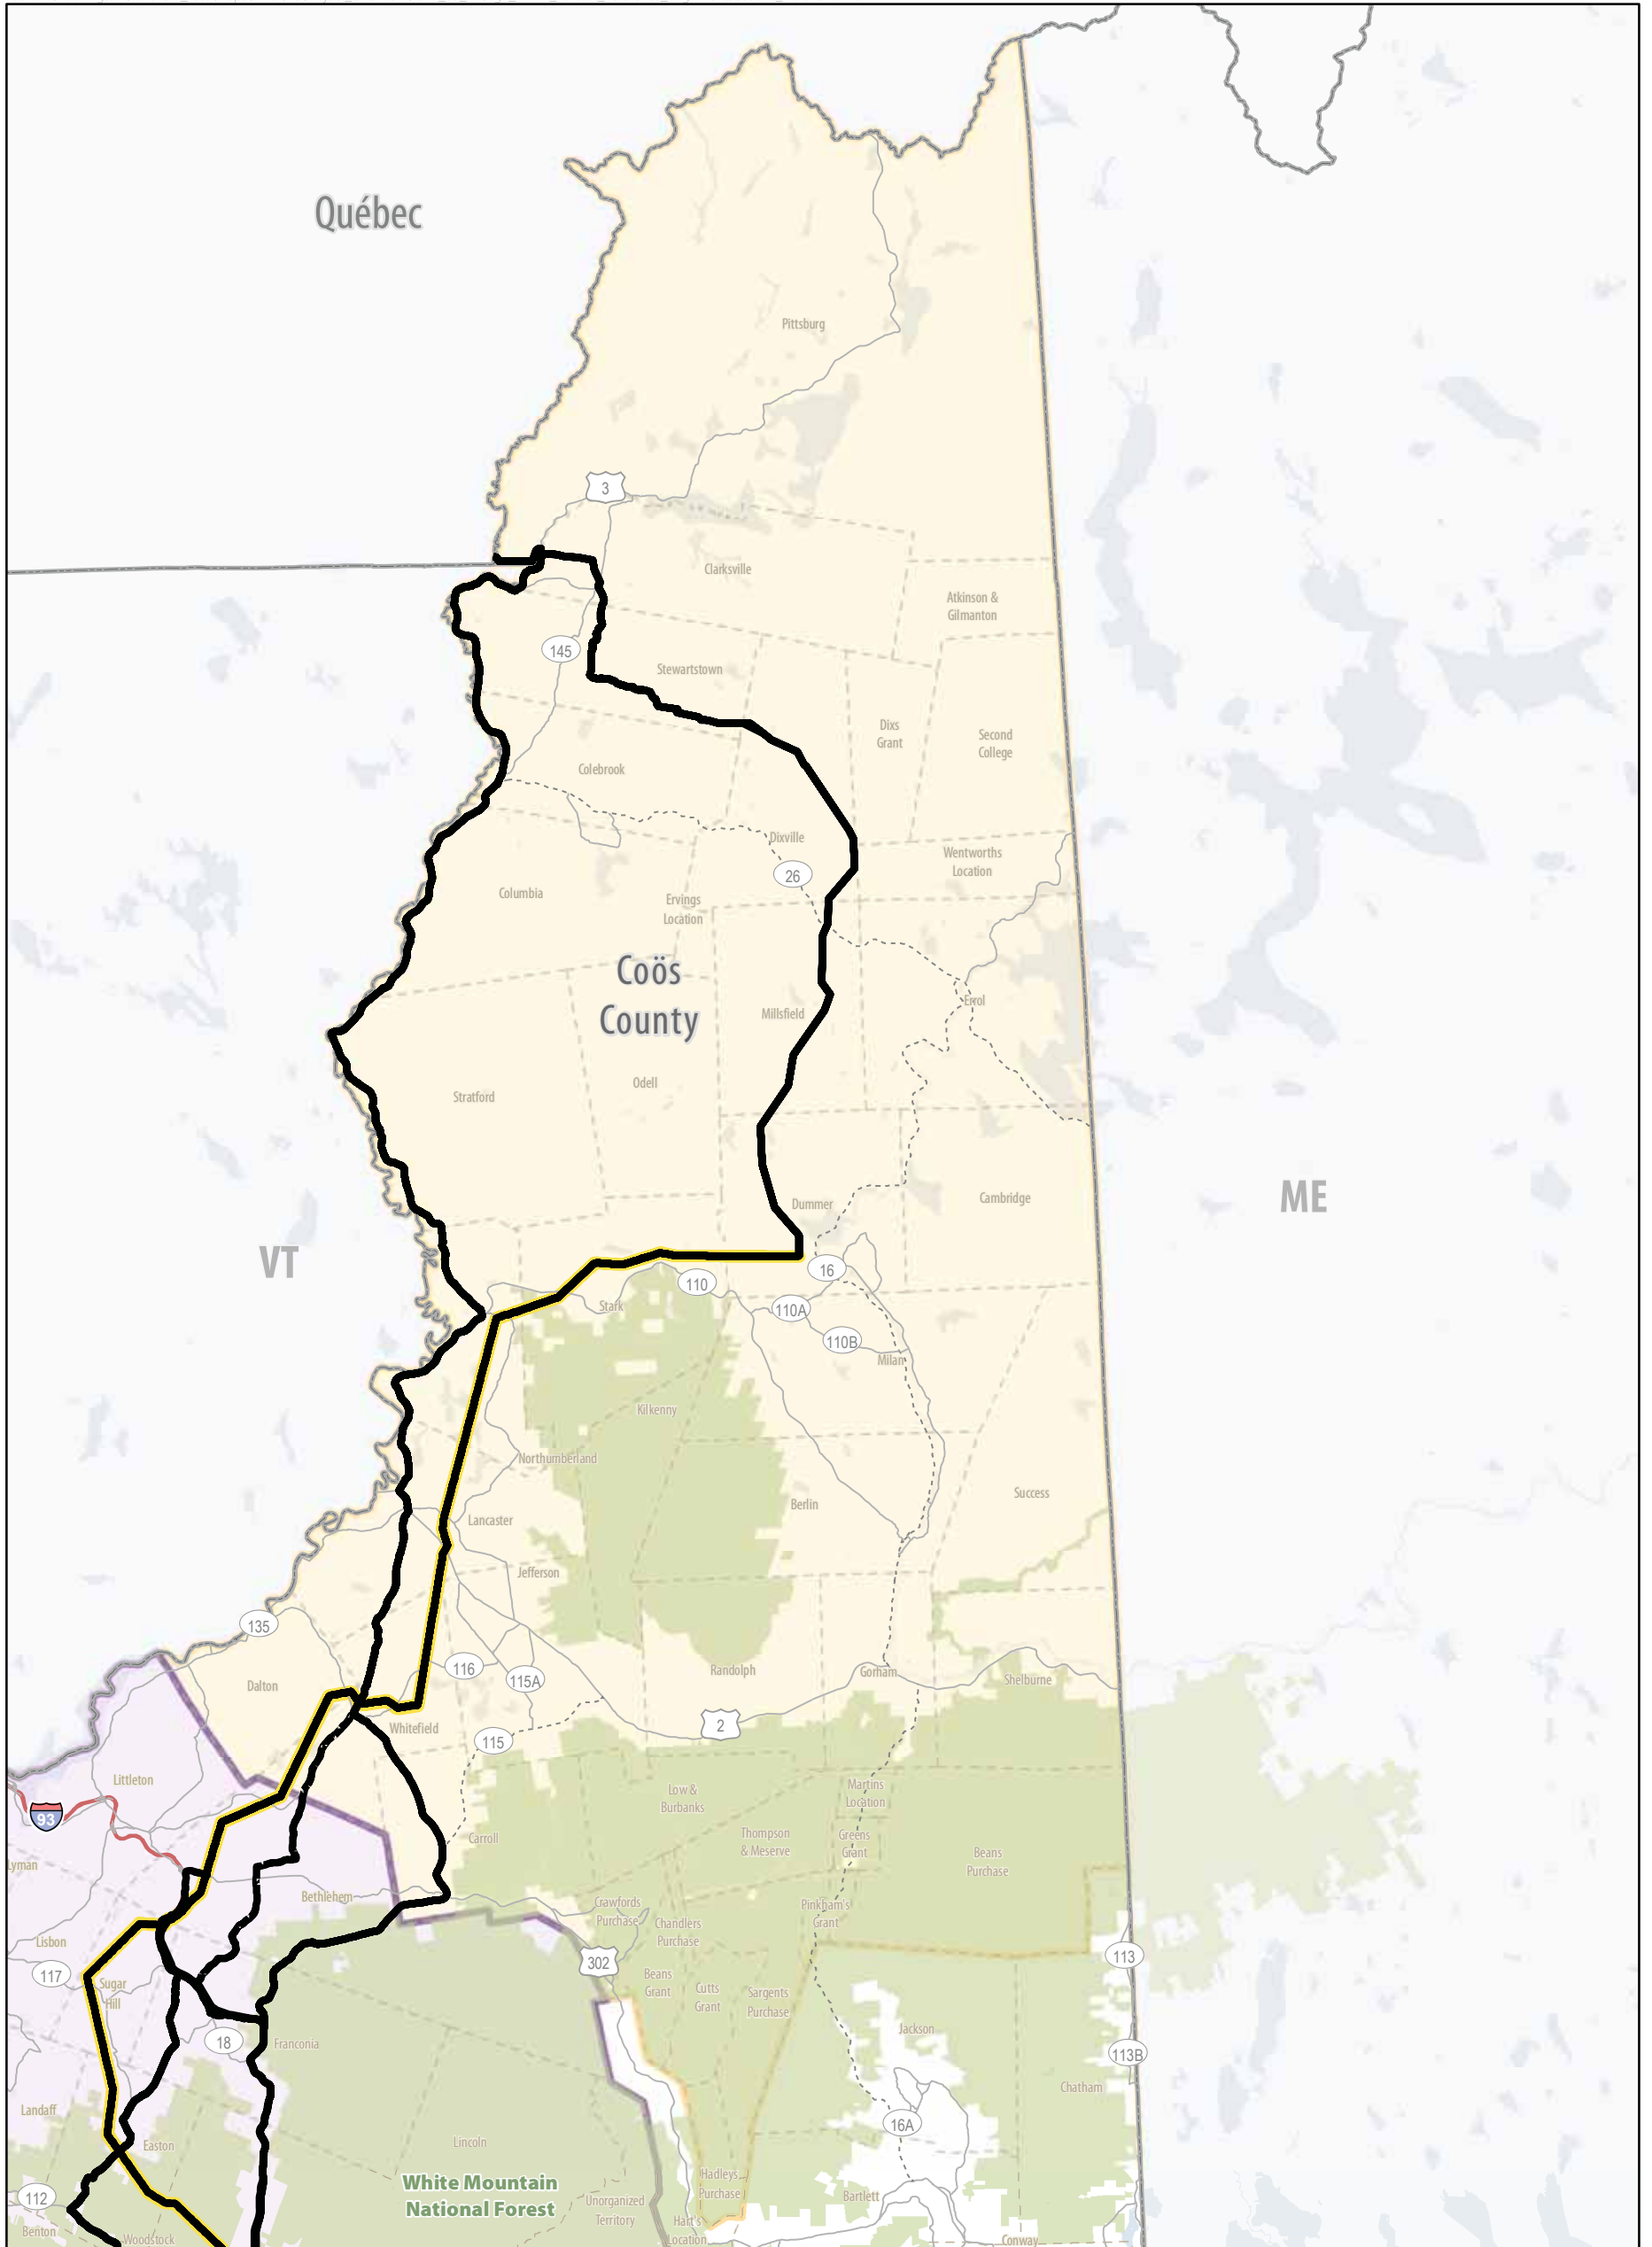 Québec
Pittsburg
3
Clarksville
Atkinson &
Gilmanton
145
Stewartstown
Dixs
Grant
Second
College
Colebrook
Dixville
Wentworths
Location
26
Columbia
Ervings
Location
Coös
County
Errol
Millsfield
Odell
Stratford
Dummer
Cambridge
ME
VT
16
110
Stark
110A
110B
Milan
Kilkenny
Northumberland
Success
Berlin
Lancaster
Jefferson
135
116
115A
Randolph
Gorham
Shelburne
Dalton
2
Whitefield
115
Littleton
Low &
Burbanks
Martins
Location
93
Carroll
Thompson
& Meserve
Greens
Grant
Beans
Purchase
Lyman
Bethlehem
Crawfords
Purchase
Chandlers
Purchase
Pinkham's
Grant
Lisbon
302
113
117
Sugar
Hill
Beans
Grant
Cutts
Grant
Sargents
Purchase
18
Franconia
Jackson
113B
Chatham
Landaff
16A
Easton
Lincoln
White Mountain
National Forest
Hadleys
Purchase
112
Unorganized
Territory
Bartlett
Benton
Woodstock
Hart's
Location
Conway